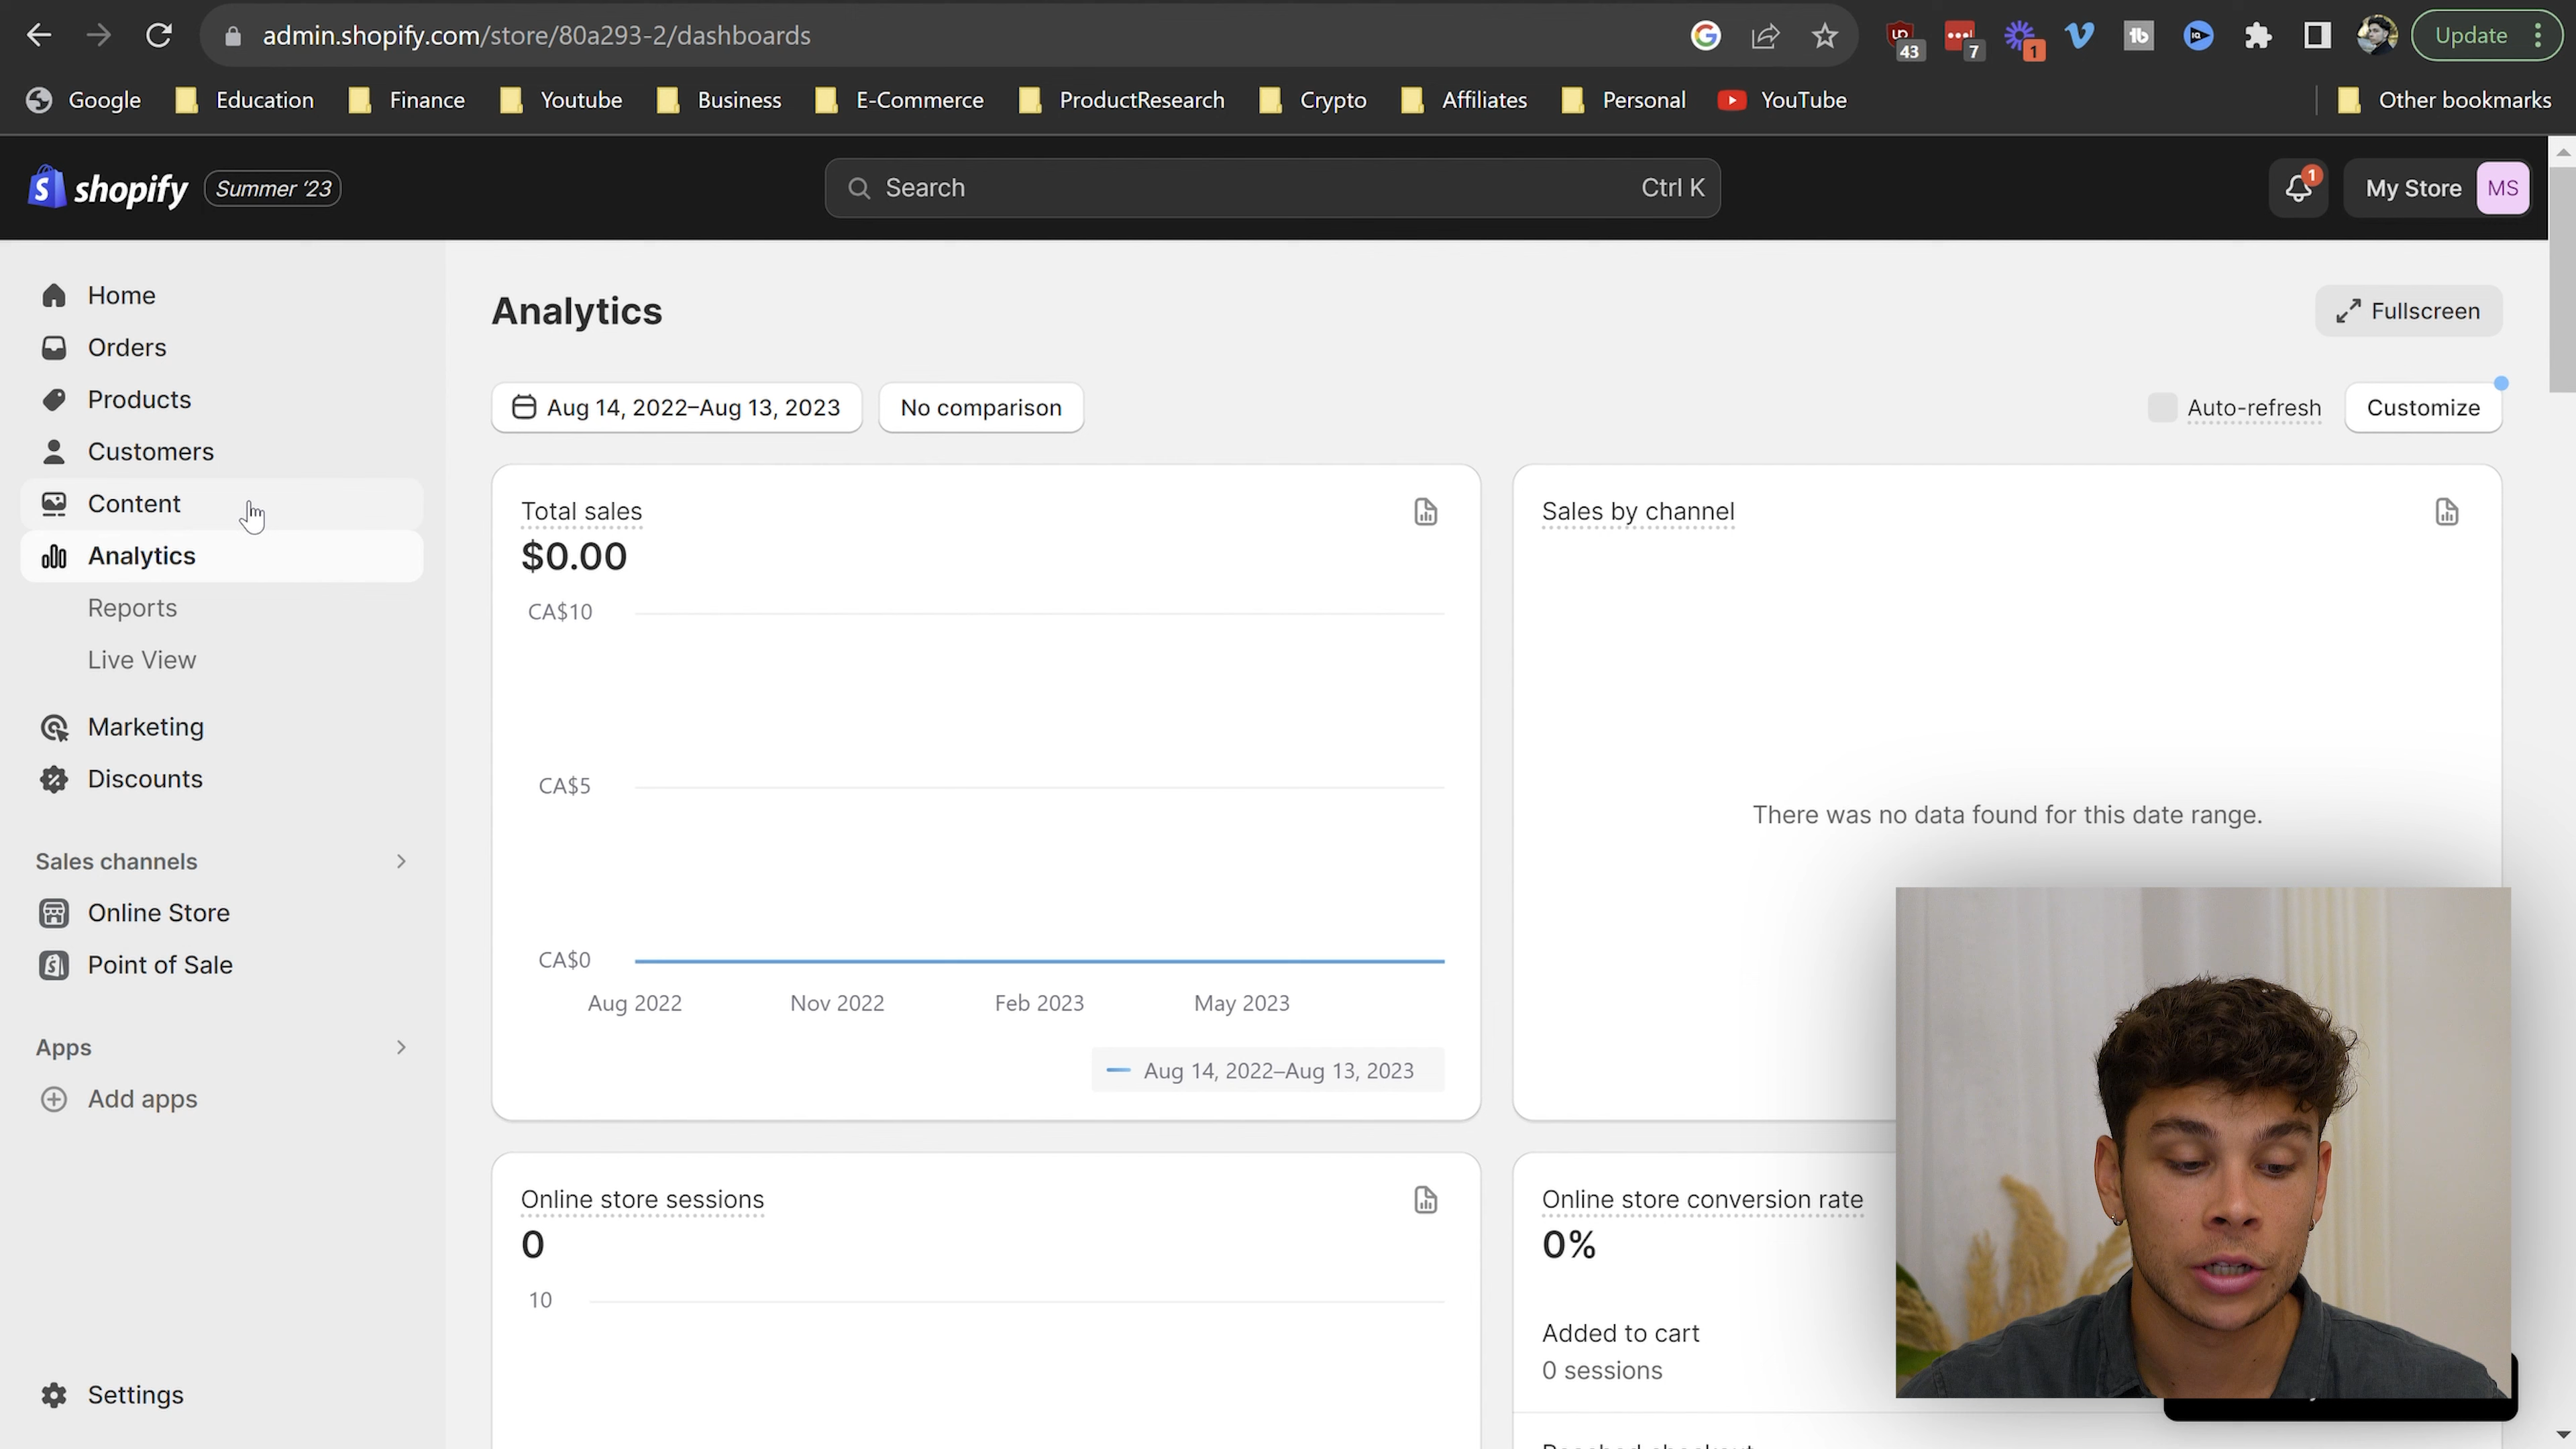 admin.shopify.com/store/80a293-2/dashboards
43
7
1
Update
Google
Education
Finance
Youtube
Business
E-Commerce
ProductResearch
Crypto
Affiliates
Personal
YouTube
Other bookmarks
shopify
Summer '23
Search
Ctrl K
1
My Store
MS
Home
Orders
Products
Customers
Content
Analytics
Reports
Live View
Marketing
Discounts
Sales channels
Online Store
Point of Sale
Apps
Add apps
Settings
Analytics
Fullscreen
Aug 14, 2022–Aug 13, 2023
No comparison
Auto-refresh
Customize
Total sales
$0.00
CA$10
CA$5
CA$0
Aug 2022
Nov 2022
Feb 2023
May 2023
Aug 14, 2022–Aug 13, 2023
Sales by channel
There was no data found for this date range.
Online store sessions
0
10
Online store conversion rate
0%
Added to cart
0 sessions
Reached checkout